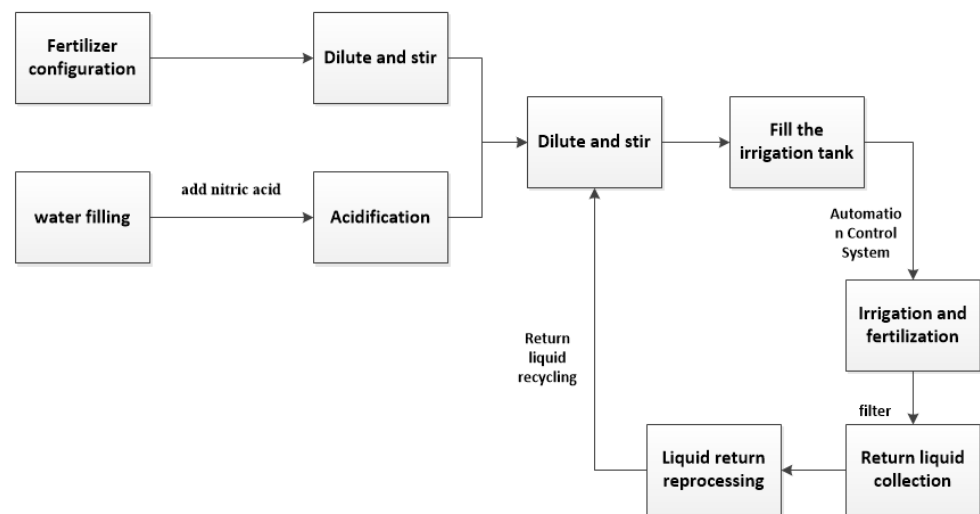 Fertilizer
configuration
Dilute and stir
Dilute and stir
Fill the
irrigation tank
add nitric acid
water filling
Acidification
Automatio
n Control
System
Irrigation and
fertilization
Return
liquid
recycling
filter
Liquid return
reprocessing
Return liquid
collection